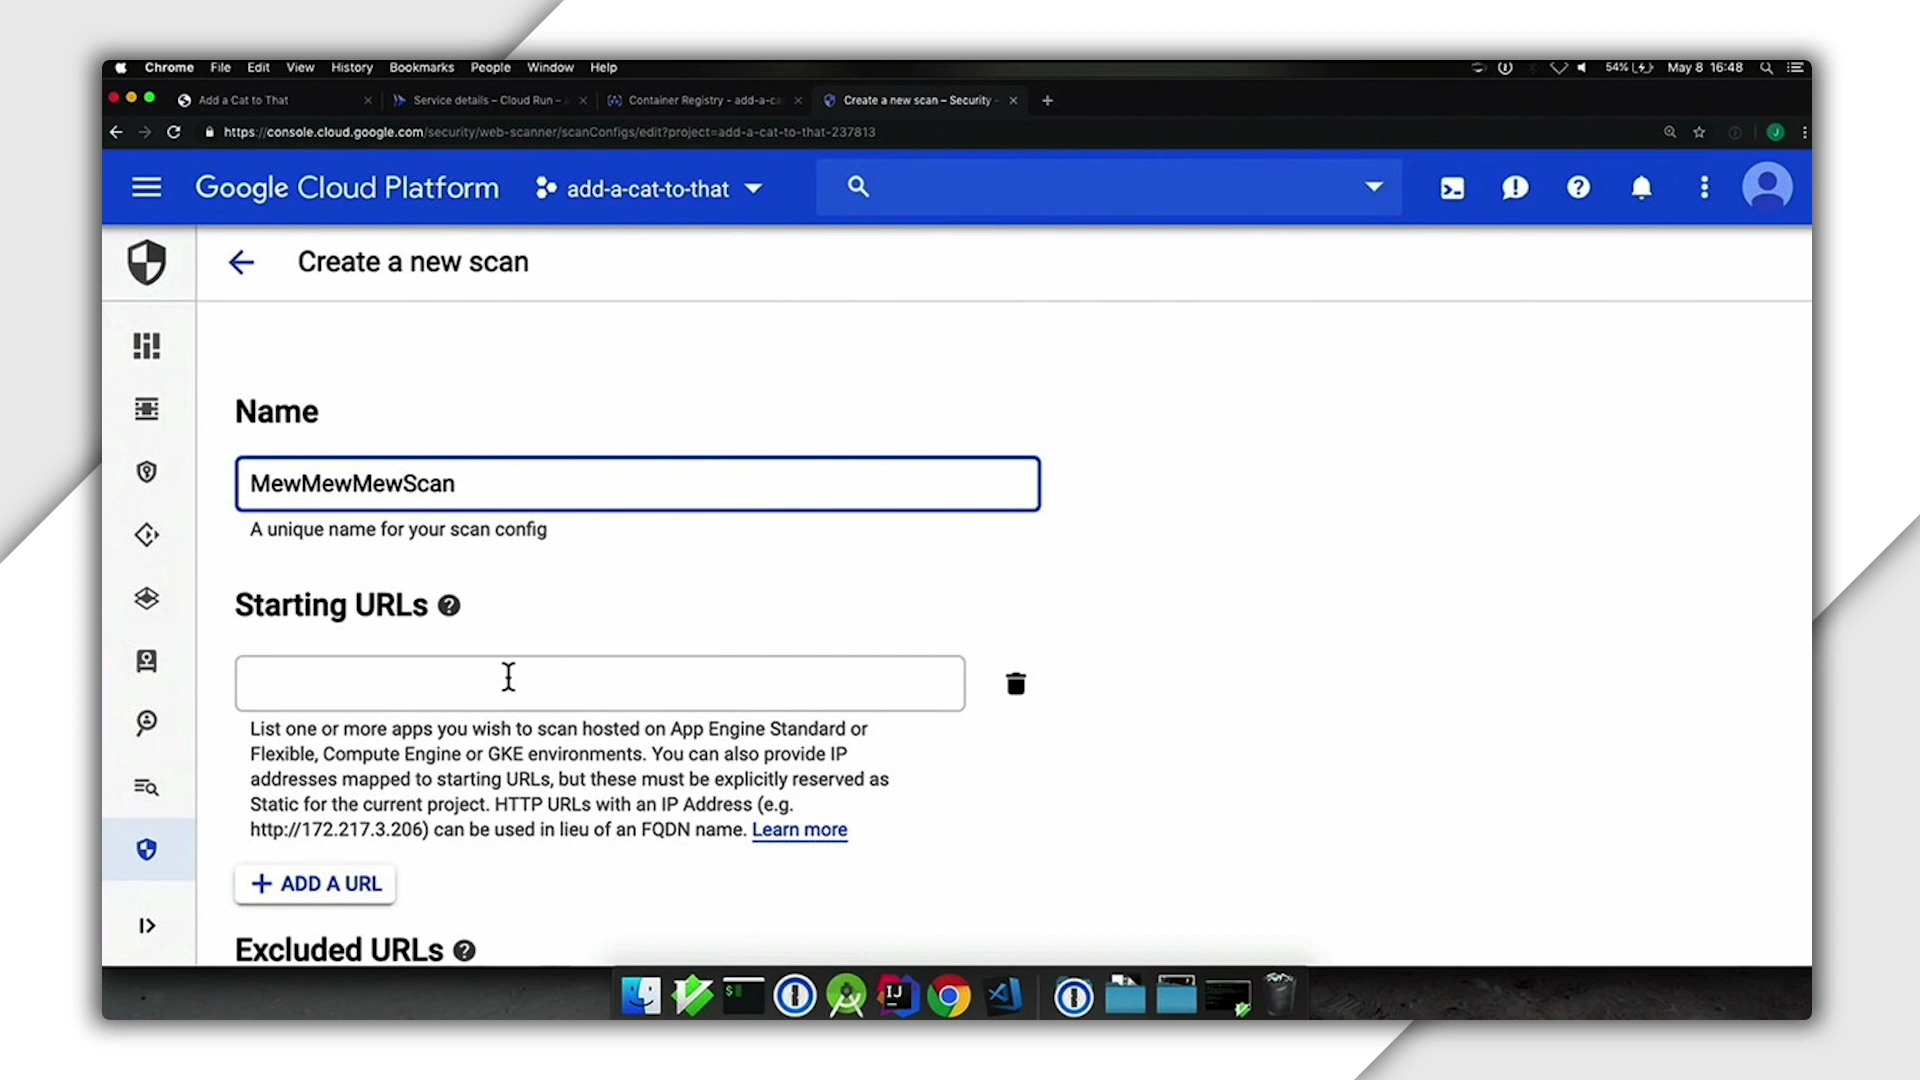 Chrome File Edit View History Bookmarks People Window Help
54% May 8 16:48
Add a Cat to That
Service details – Cloud Run –
Container Registry - add-a-ca
Create a new scan – Security -
https://console.cloud.google.com/security/web-scanner/scanConfigs/edit?project=add-a-cat-to-that-237813
J
Google Cloud Platform
add-a-cat-to-that
Create a new scan
Name
MewMewMewScan
A unique name for your scan config
Starting URLs
List one or more apps you wish to scan hosted on App Engine Standard or
Flexible, Compute Engine or GKE environments. You can also provide IP
addresses mapped to starting URLs, but these must be explicitly reserved as
Static for the current project. HTTP URLs with an IP Address (e.g.
http://172.217.3.206) can be used in lieu of an FQDN name. Learn more
+ ADD A URL
Excluded URLs
IJ